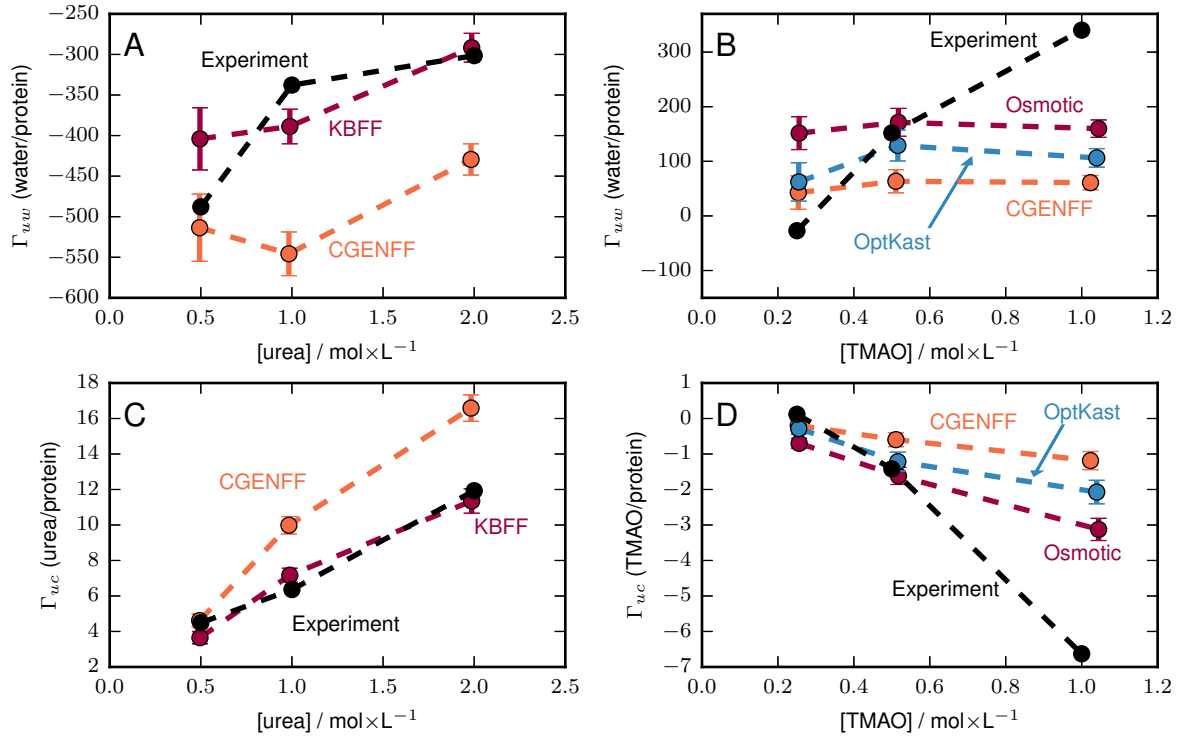 A
Experiment
KBFF
CGENFF
Γuw (water/protein)
−250
−300
−350
−400
−450
−500
−550
−600
0.0 0.5 1.0 1.5 2.0 2.5
[urea] / mol×L−1
B
Experiment
Osmotic
CGENFF
OptKast
Γuw (water/protein)
300
200
100
0
−100
0.0 0.2 0.4 0.6 0.8 1.0 1.2
[TMAO] / mol×L−1
C
CGENFF
KBFF
Experiment
Γuc (urea/protein)
18
16
14
12
10
8
6
4
2
0.0 0.5 1.0 1.5 2.0 2.5
[urea] / mol×L−1
D
OptKast
CGENFF
Osmotic
Experiment
Γuc (TMAO/protein)
1
0
−1
−2
−3
−4
−5
−6
−7
0.0 0.2 0.4 0.6 0.8 1.0 1.2
[TMAO] / mol×L−1